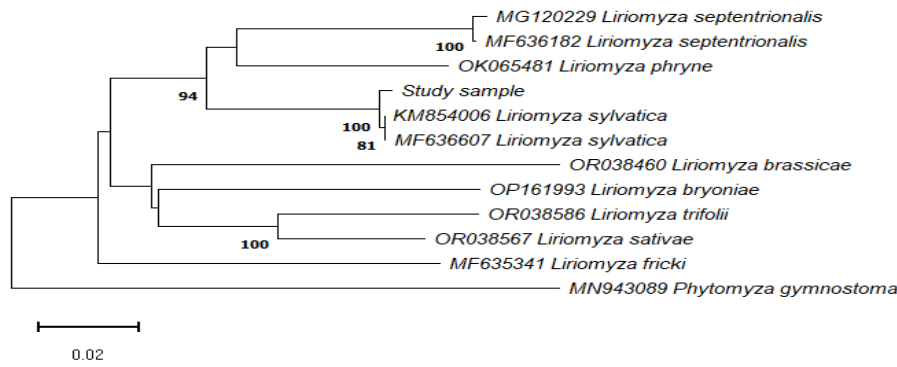 MG120229 Liriomyza septentrionalis
100 MF636182 Liriomyza septentrionalis
OK065481 Liriomyza phryne
94 Study sample
KM854006 Liriomyza sylvatica
100
81 MF636607 Liriomyza sylvatica
OR038460 Liriomyza brassicae
OP161993 Liriomyza bryoniae
OR038586 Liriomyza trifolii
100 OR038567 Liriomyza sativae
MF635341 Liriomyza fricki
MN943089 Phytomyza gymnostoma
0.02